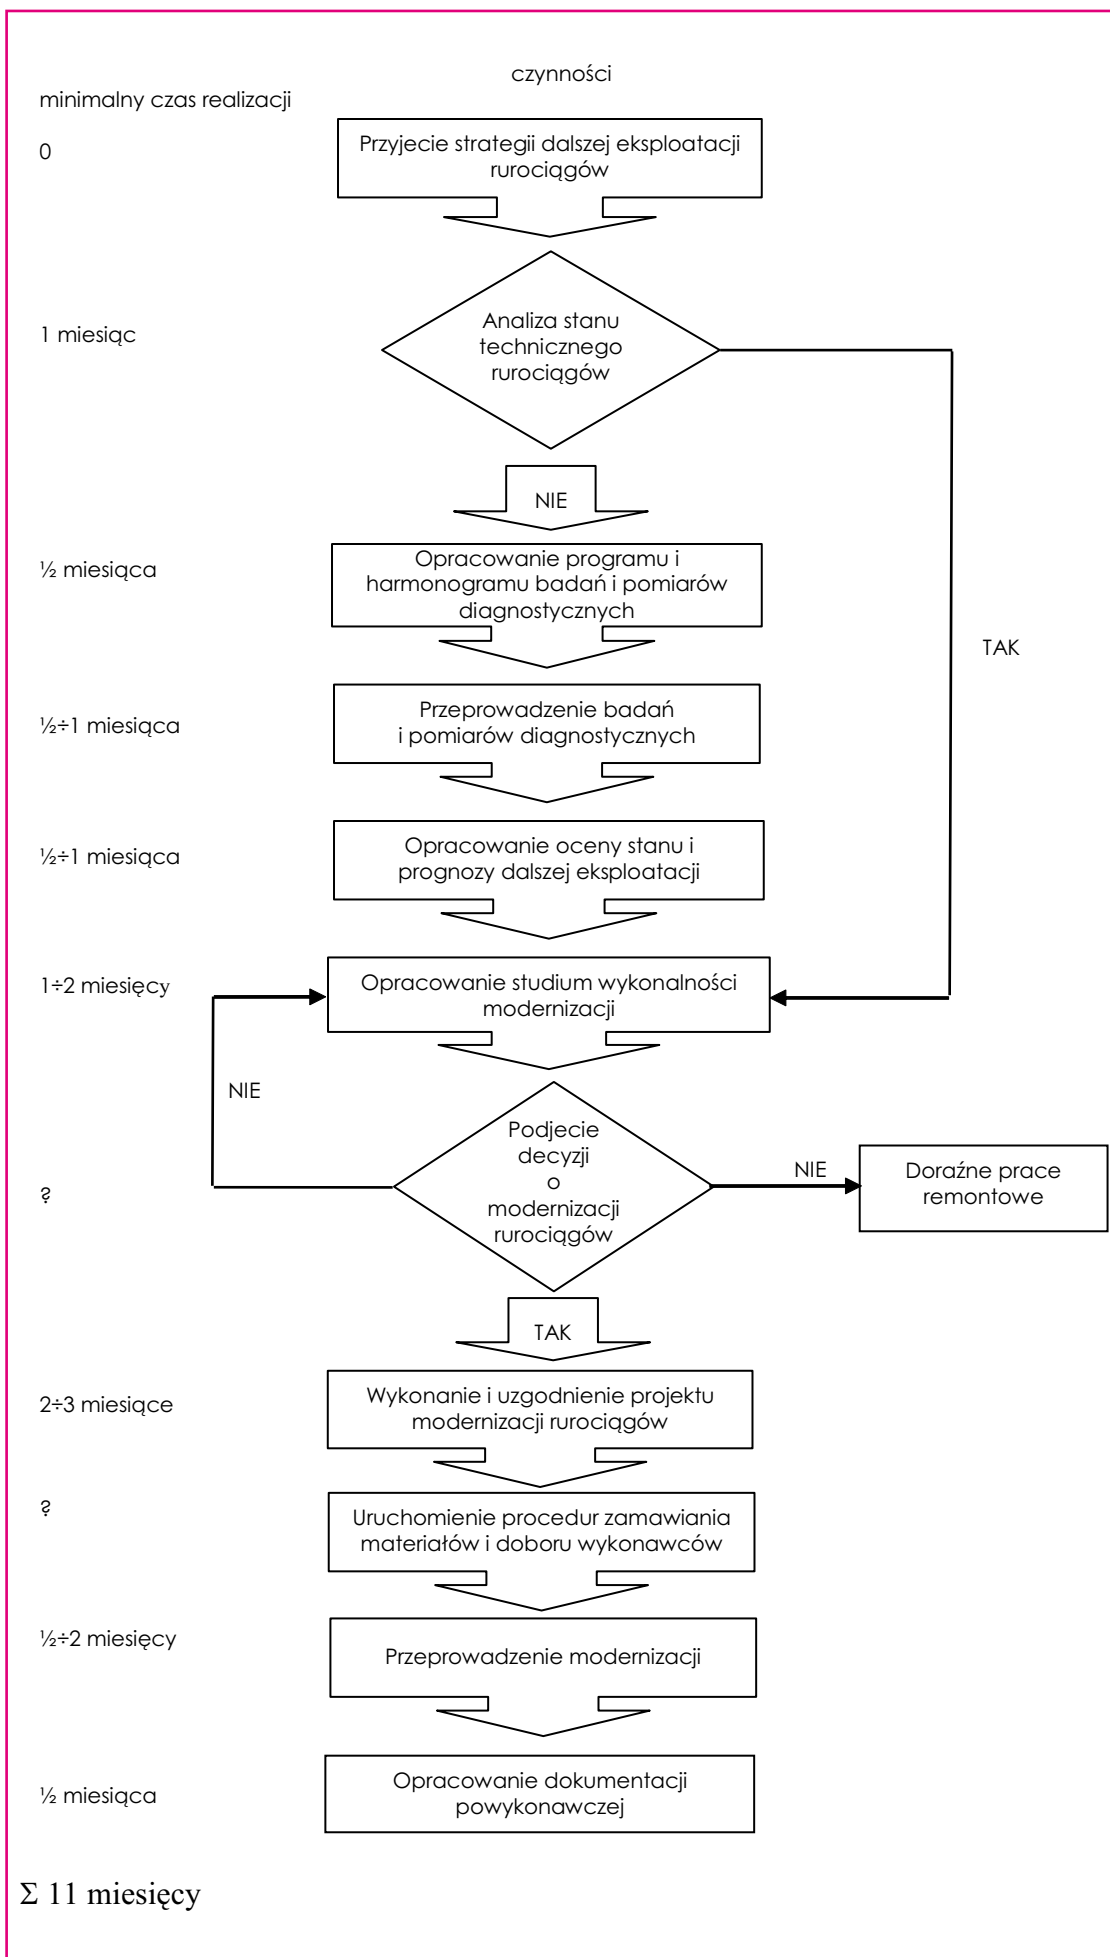 czynności
minimalny czas realizacji
0
Przyjecie strategii dalszej eksploatacji
rurociągów
1 miesiąc
Analiza stanu
technicznego
rurociągów
NIE
½ miesiąca
Opracowanie programu i
harmonogramu badań i pomiarów
diagnostycznych
TAK
½÷1 miesiąca
Przeprowadzenie badań
i pomiarów diagnostycznych
½÷1 miesiąca
Opracowanie oceny stanu i
prognozy dalszej eksploatacji
1÷2 miesięcy
Opracowanie studium wykonalności
modernizacji
NIE
?
Podjecie
decyzji
o
modernizacji
rurociągów
NIE
Doraźne prace
remontowe
TAK
2÷3 miesiące
Wykonanie i uzgodnienie projektu
modernizacji rurociągów
?
Uruchomienie procedur zamawiania
materiałów i doboru wykonawców
½÷2 miesięcy
Przeprowadzenie modernizacji
½ miesiąca
Opracowanie dokumentacji
powykonawczej
Σ 11 miesięcy